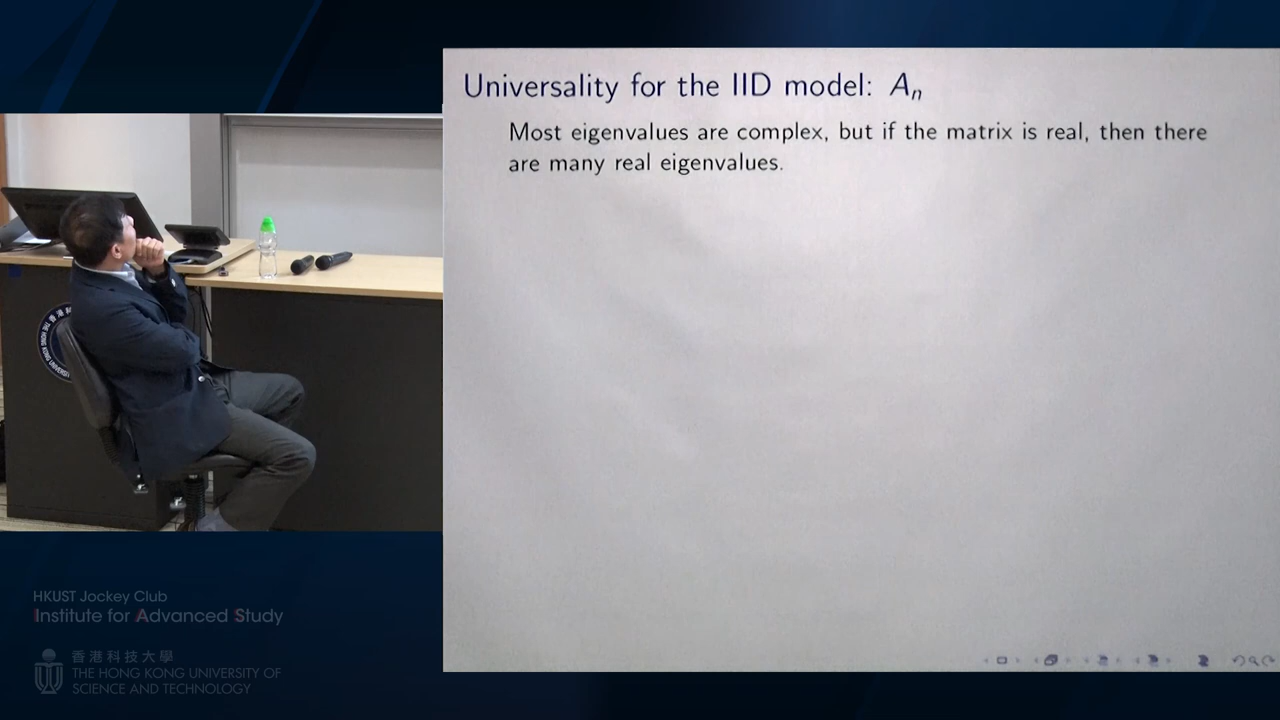 Universality for the IID model: An
Most eigenvalues are complex, but if the matrix is real, then there
are many real eigenvalues.
HKUST Jockey Club
Institute for Advanced Study
香港科技大學
THE HONG KONG UNIVERSITY OF
SCIENCE AND TECHNOLOGY